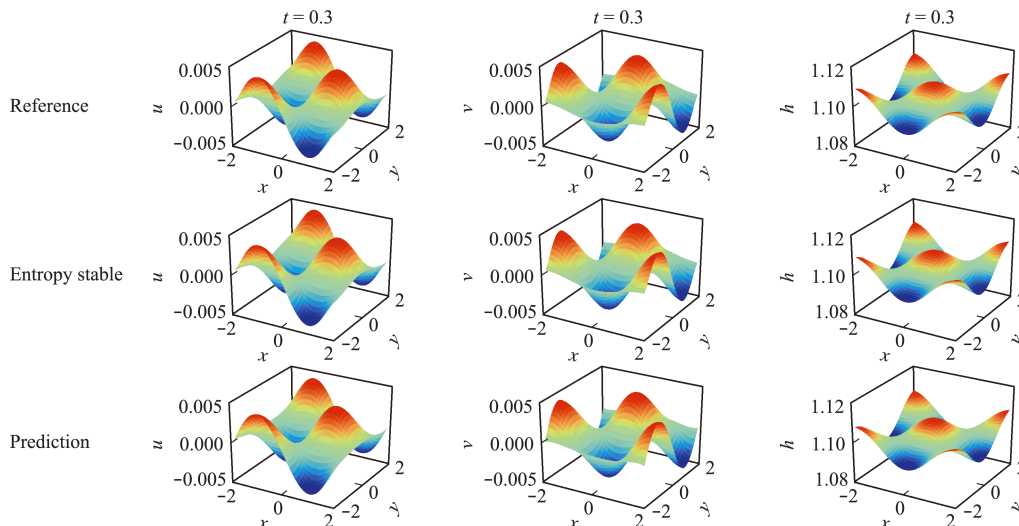 t = 0.3 t = 0.3 t = 0.3
Reference
u 0.005 0.000 −0.005 −2 0 2 x −2 0 2 y
v 0.005 0.000 −0.005 −2 0 2 x −2 0 2 y
h 1.12 1.10 1.08 −2 0 2 x −2 0 2 y
Entropy stable
u 0.005 0.000 −0.005 −2 0 2 x −2 0 2 y
v 0.005 0.000 −0.005 −2 0 2 x −2 0 2 y
h 1.12 1.10 1.08 −2 0 2 x −2 0 2 y
Prediction
u 0.005 0.000 −0.005 −2 0 2 x −2 0 2 y
v 0.005 0.000 −0.005 −2 0 2 x −2 0 2 y
h 1.12 1.10 1.08 −2 0 2 x −2 0 2 y